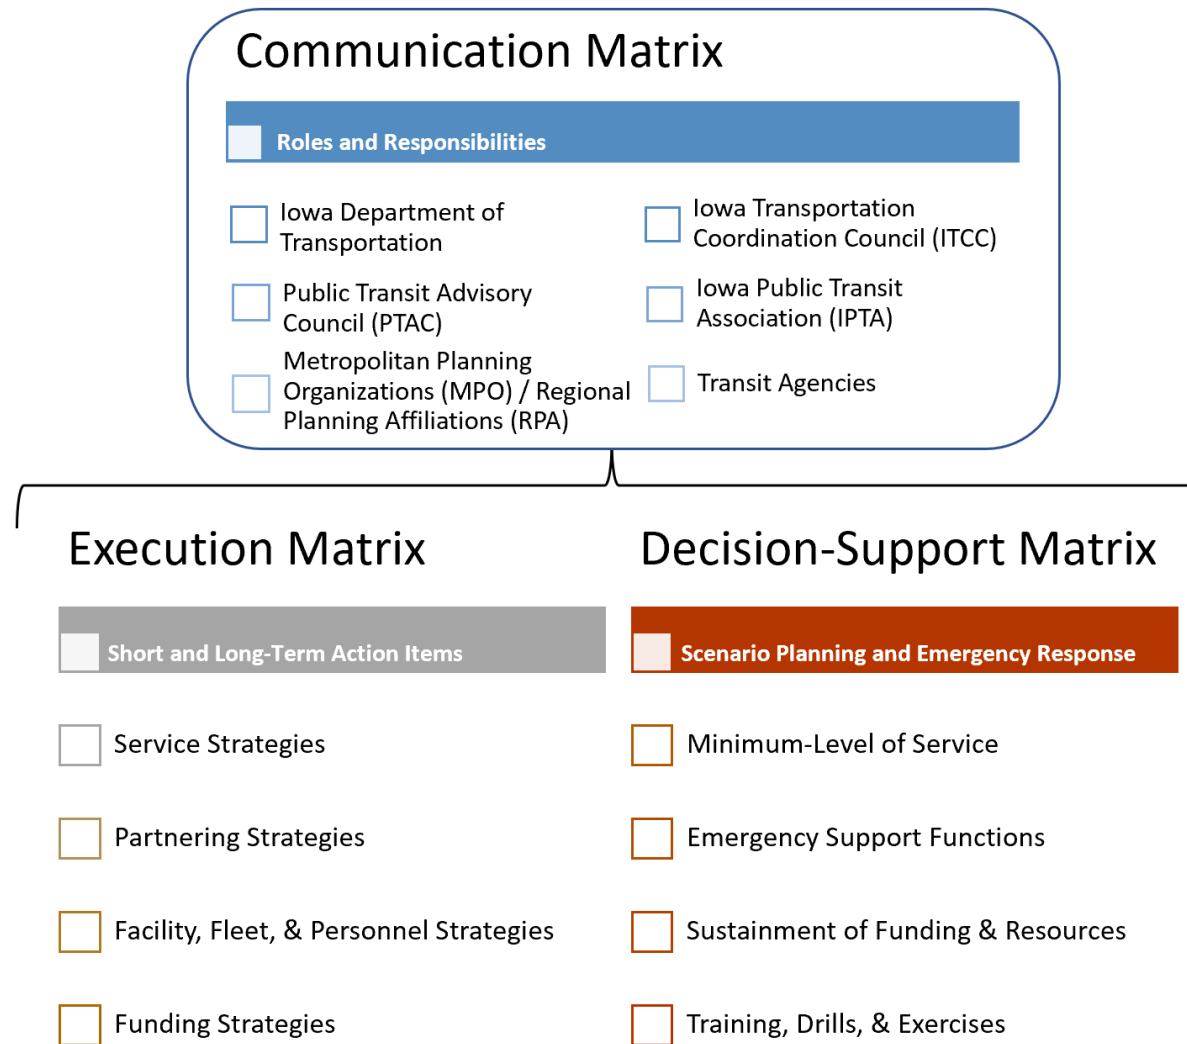 Communication Matrix
Roles and Responsibilities
Iowa Department of
Transportation
Public Transit Advisory
Council (PTAC)
Metropolitan Planning
Organizations (MPO) / Regional
Planning Affiliations (RPA)
Iowa Transportation
Coordination Council (ITCC)
Iowa Public Transit
Association (IPTA)
Transit Agencies
Execution Matrix
Short and Long-Term Action Items
Service Strategies
Partnering Strategies
Facility, Fleet, & Personnel Strategies
Funding Strategies
Decision-Support Matrix
Scenario Planning and Emergency Response
Minimum-Level of Service
Emergency Support Functions
Sustainment of Funding & Resources
Training, Drills, & Exercises